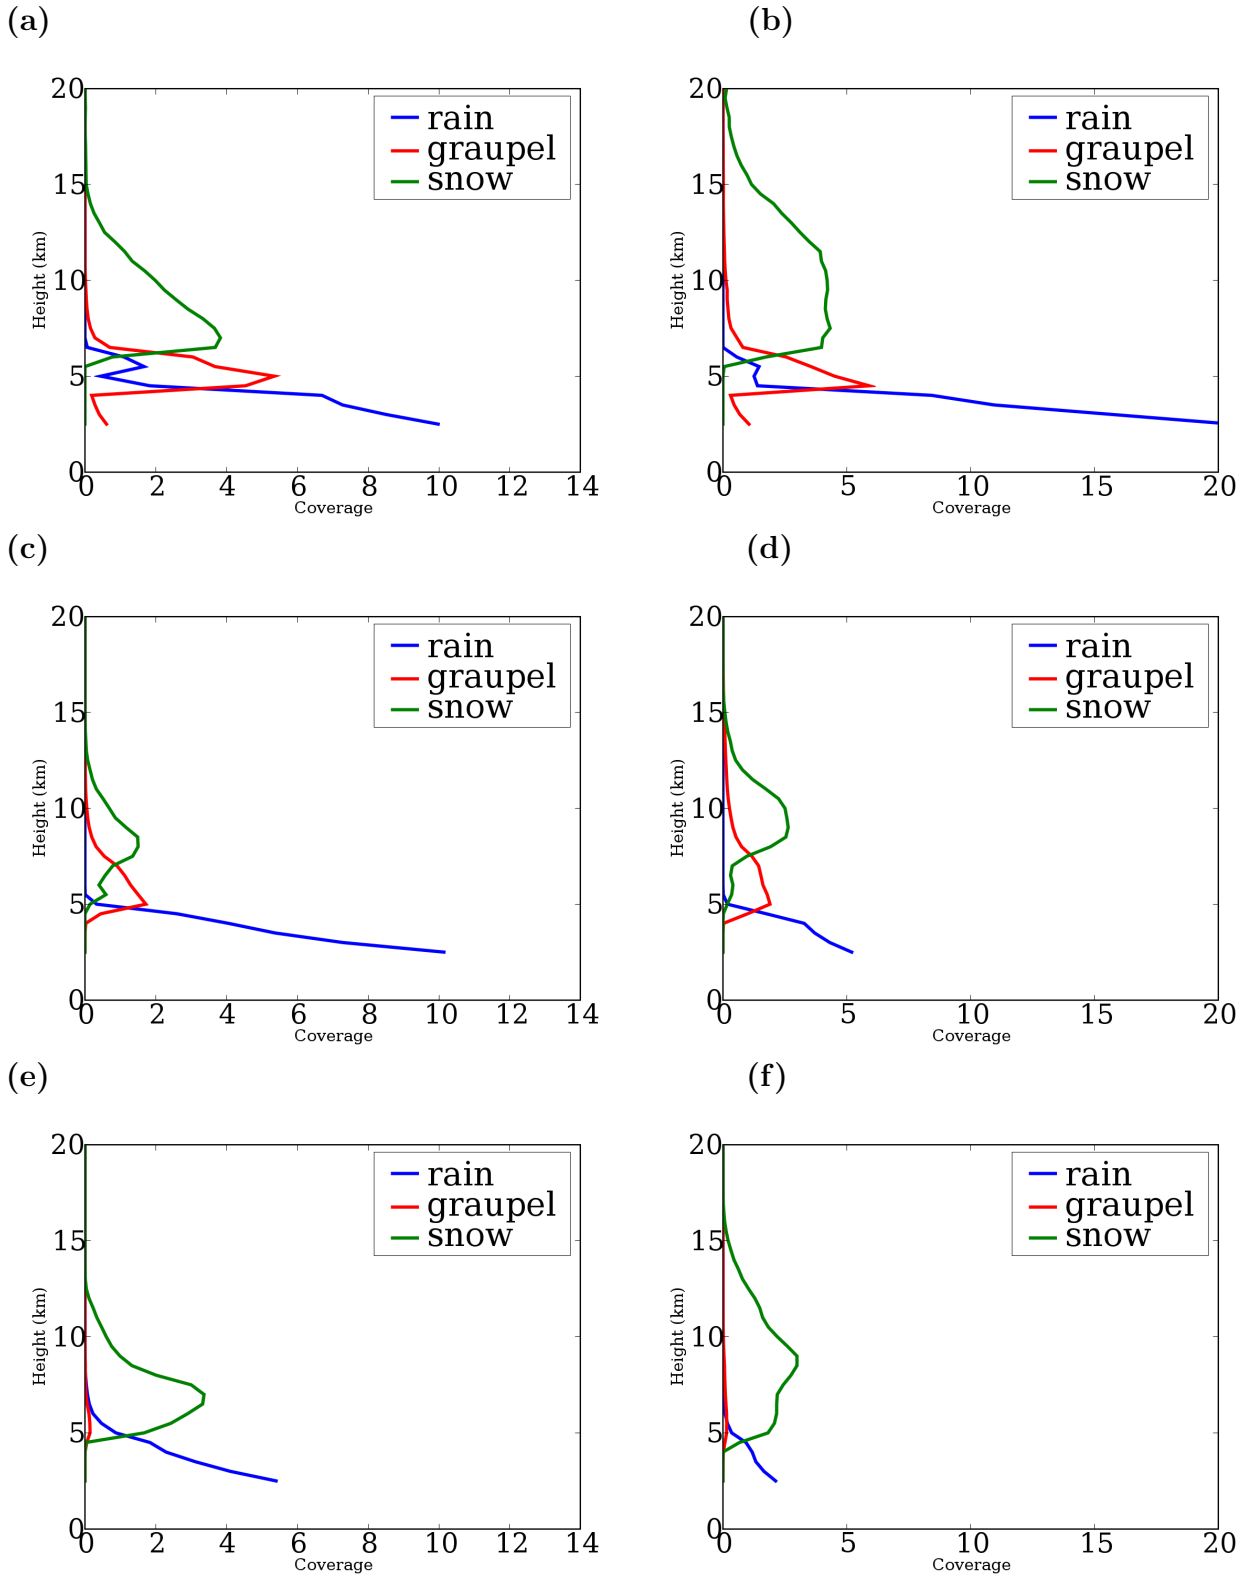 (a) (b)
20 20
rain rain
graupel graupel
snow snow
15 15
Height (km) Height (km)
10 10
5 5
0 0
0 2 4 6 8 10 12 14 0 5 10 15 20
Coverage Coverage
(c) (d)
20 20
rain rain
graupel graupel
snow snow
15 15
Height (km) Height (km)
10 10
5 5
0 0
0 2 4 6 8 10 12 14 0 5 10 15 20
Coverage Coverage
(e) (f)
20 20
rain rain
graupel graupel
snow snow
15 15
Height (km) Height (km)
10 10
5 5
0 0
0 2 4 6 8 10 12 14 0 5 10 15 20
Coverage Coverage